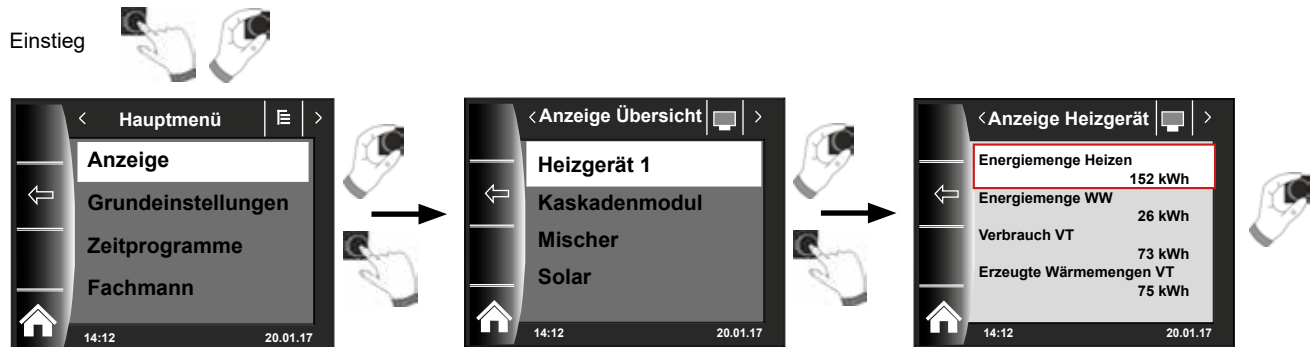 Einstieg
Hauptmenü
Anzeige
Grundeinstellungen
Zeitprogramme
Fachmann
14:12 20.01.17
Anzeige Übersicht
Heizgerät 1
Kaskadenmodul
Mischer
Solar
14:12 20.01.17
Anzeige Heizgerät
Energiemenge Heizen
152 kWh
Energiemenge WW
26 kWh
Verbrauch VT
73 kWh
Erzeugte Wärmemengen VT
75 kWh
14:12 20.01.17